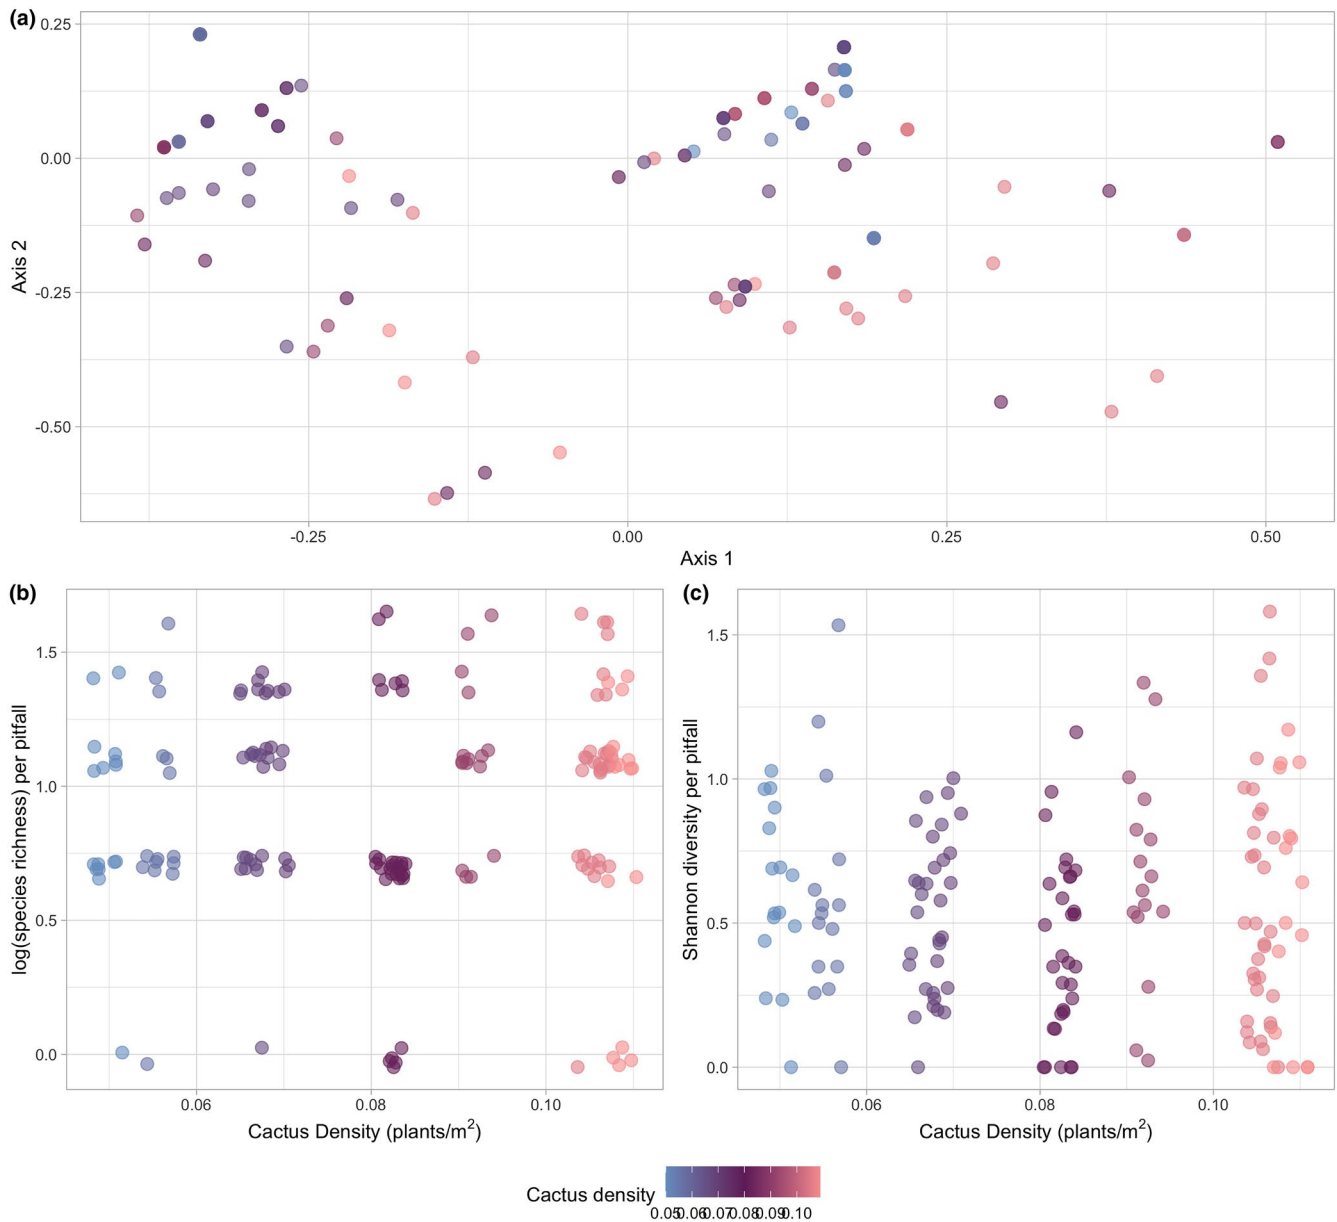 (a)
0.25
0.00
-0.25
-0.50
Axis 2
-0.25 0.00 0.25 0.50
Axis 1
(b)
1.5
1.0
0.5
0.0
log(species richness) per pitfall
0.06 0.08 0.10
Cactus Density (plants/m²)
(c)
1.5
1.0
0.5
0.0
Shannon diversity per pitfall
0.06 0.08 0.10
Cactus Density (plants/m²)
Cactus density
0.05 0.06 0.07 0.08 0.09 0.10